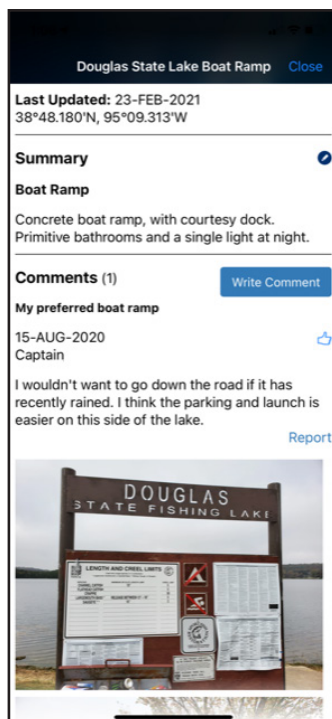 Douglas State Lake Boat Ramp Close
Last Updated: 23-FEB-2021
38°48.180'N, 95°09.313'W
Summary
Boat Ramp
Concrete boat ramp, with courtesy dock.
Primitive bathrooms and a single light at night.
Comments (1) Write Comment
My preferred boat ramp
15-AUG-2020
Captain
I wouldn't want to go down the road if it has
recently rained. I think the parking and launch is
easier on this side of the lake.
Report
DOUGLAS
STATE FISHING LAKE
LENGTH AND CREEL LIMITS